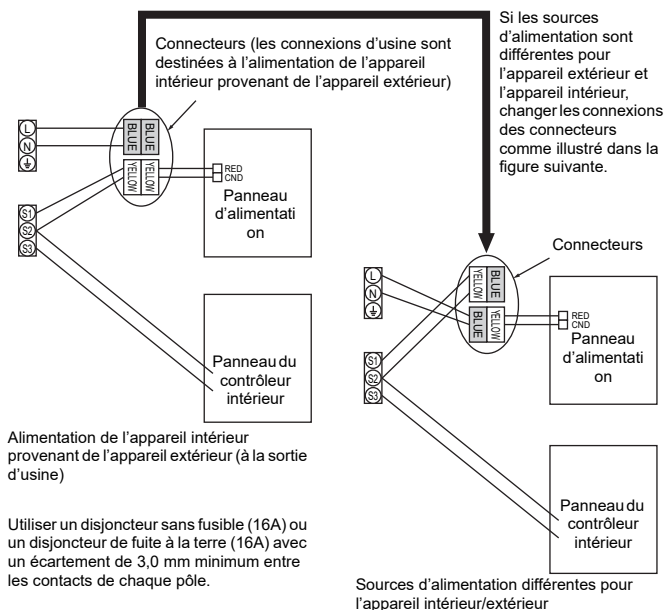 Connecteurs (les connexions d'usine sont
destinées à l'alimentation de l'appareil
intérieur provenant de l'appareil extérieur)
Si les sources
d'alimentation sont
différentes pour
l'appareil extérieur et
l'appareil intérieur,
changer les connexions
des connecteurs
comme illustré dans la
figure suivante.
L
N
BLUE
BLUE
YELLOW
YELLOW
RED
CND
Panneau
d'alimentati
on
S1
S2
S3
Panneau du
contrôleur
intérieur
Alimentation de l'appareil intérieur
provenant de l'appareil extérieur (à la sortie
d'usine)
Utiliser un disjoncteur sans fusible (16A) ou
un disjoncteur de fuite à la terre (16A) avec
un écartement de 3,0 mm minimum entre
les contacts de chaque pôle.
Connecteurs
L
N
YELLOW
BLUE
BLUE
YELLOW
RED
CND
Panneau
d'alimentati
on
S1
S2
S3
Panneau du
contrôleur
intérieur
Sources d'alimentation différentes pour
l'appareil intérieur/extérieur